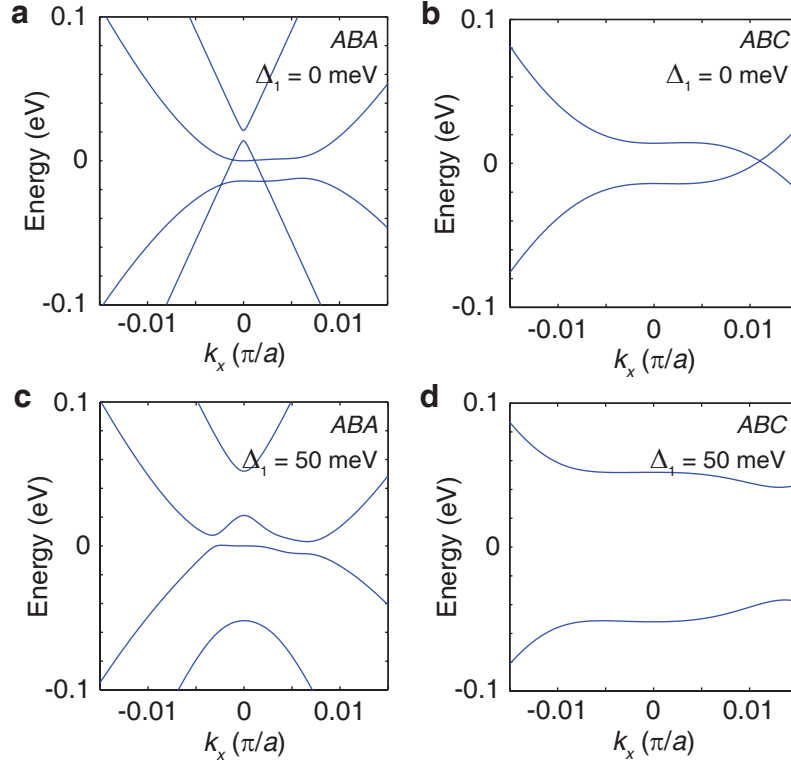 a
ABA
Δ₁ = 0 meV
0.1
0
-0.1
Energy (eV)
-0.01
0
0.01
kₓ (π/a)
b
ABC
Δ₁ = 0 meV
0.1
0
-0.1
Energy (eV)
-0.01
0
0.01
kₓ (π/a)
c
ABA
Δ₁ = 50 meV
0.1
0
-0.1
Energy (eV)
-0.01
0
0.01
kₓ (π/a)
d
ABC
Δ₁ = 50 meV
0.1
0
-0.1
Energy (eV)
-0.01
0
0.01
kₓ (π/a)